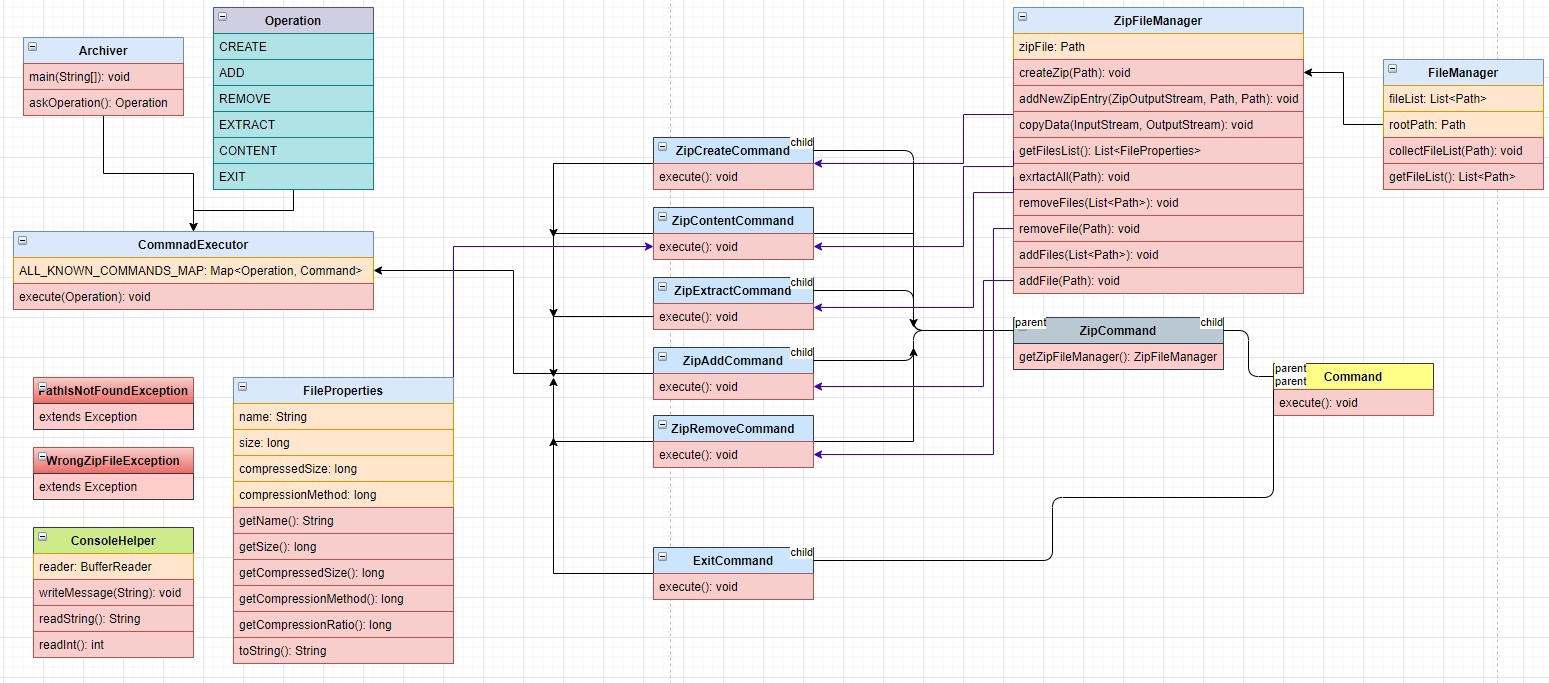 Archiver
main(String[]): void
askOperation(): Operation
Operation
CREATE
ADD
REMOVE
EXTRACT
CONTENT
EXIT
CommnadExecutor
ALL_KNOWN_COMMANDS_MAP: Map<Operation, Command>
execute(Operation): void
PathIsNotFoundException
extends Exception
WrongZipFileException
extends Exception
ConsoleHelper
reader: BufferReader
writeMessage(String): void
readString(): String
readInt(): int
FileProperties
name: String
size: long
compressedSize: long
compressionMethod: long
getName(): String
getSize(): long
getCompressedSize(): long
getCompressionMethod(): long
getCompressionRatio(): long
toString(): String
ZipCreateCommand
child
execute(): void
ZipContentCommand
execute(): void
ZipExtractCommand
child
execute(): void
ZipAddCommand
child
execute(): void
ZipRemoveCommand
execute(): void
ExitCommand
child
execute(): void
ZipFileManager
zipFile: Path
createZip(Path): void
addNewZipEntry(ZipOutputStream, Path, Path): void
copyData(InputStream, OutputStream): void
getFilesList(): List<FileProperties>
exrtactAll(Path): void
removeFiles(List<Path>): void
removeFile(Path): void
addFiles(List<Path>): void
addFile(Path): void
parent
ZipCommand
child
getZipFileManager(): ZipFileManager
FileManager
fileList: List<Path>
rootPath: Path
collectFileList(Path): void
getFileList(): List<Path>
parent
parent
Command
execute(): void